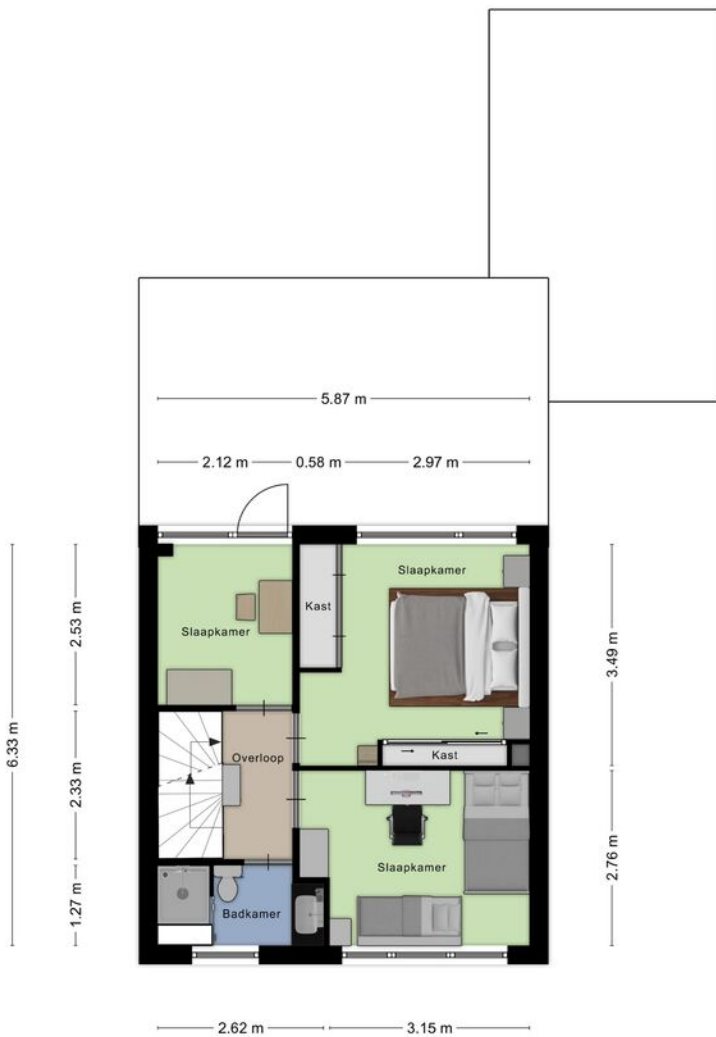 5.87 m
2.12 m 0.58 m 2.97 m
Slaapkamer
Kast
Slaapkamer
2.53 m
3.49 m
6.33 m
Overloop
Kast
2.33 m
Slaapkamer
2.76 m
Badkamer
1.27 m
2.62 m 3.15 m